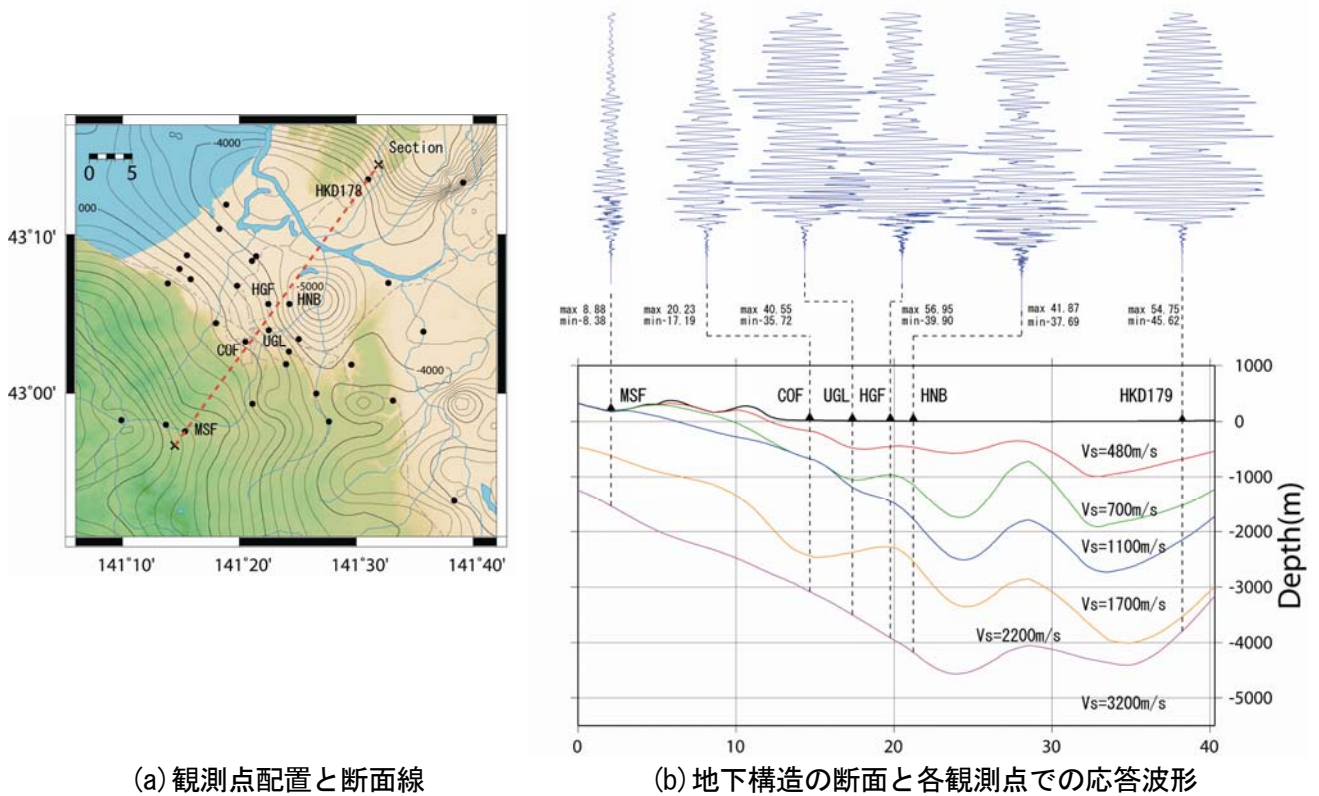 Section
-4000
0 5
HKD178
000
43°10'
-5000
HGF
HNB
COF
UGL
-4000
43°00'
MSF
141°10'
141°20'
141°30'
141°40'
(a)観測点配置と断面線
max 8.88
min-8.38
max 20.23
min-17.19
max 40.55
min-35.72
max 56.95
min-39.90
max 41.87
min-37.69
max 54.75
min-45.62
MSF
COF
UGL
HGF
HNB
HKD179
1000
0
-1000
-2000
-3000
-4000
-5000
Depth(m)
Vs=480m/s
Vs=700m/s
Vs=1100m/s
Vs=1700m/s
Vs=2200m/s
Vs=3200m/s
0
10
20
30
40
(b)地下構造の断面と各観測点での応答波形